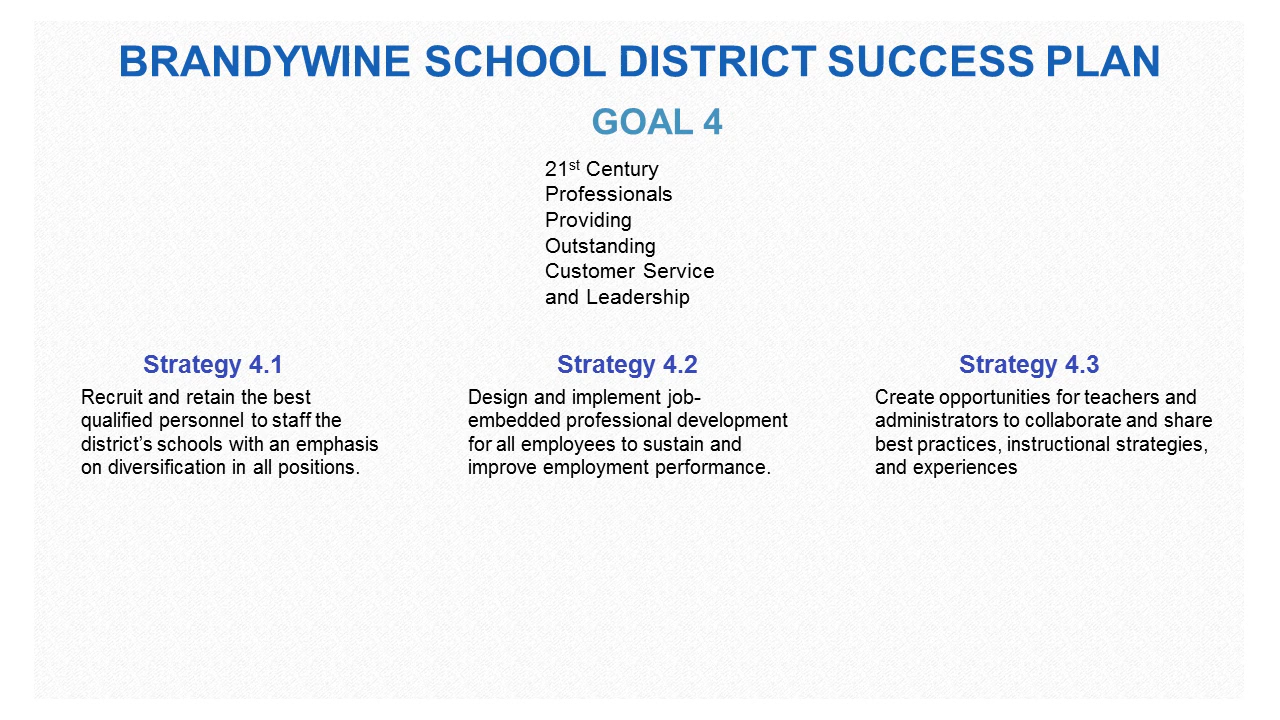 BRANDYWINE SCHOOL DISTRICT SUCCESS PLAN
GOAL 4
21st Century
Professionals
Providing
Outstanding
Customer Service
and Leadership
Strategy 4.1
Recruit and retain the best
qualified personnel to staff the
district’s schools with an emphasis
on diversification in all positions.
Strategy 4.2
Design and implement job-
embedded professional development
for all employees to sustain and
improve employment performance.
Strategy 4.3
Create opportunities for teachers and
administrators to collaborate and share
best practices, instructional strategies,
and experiences